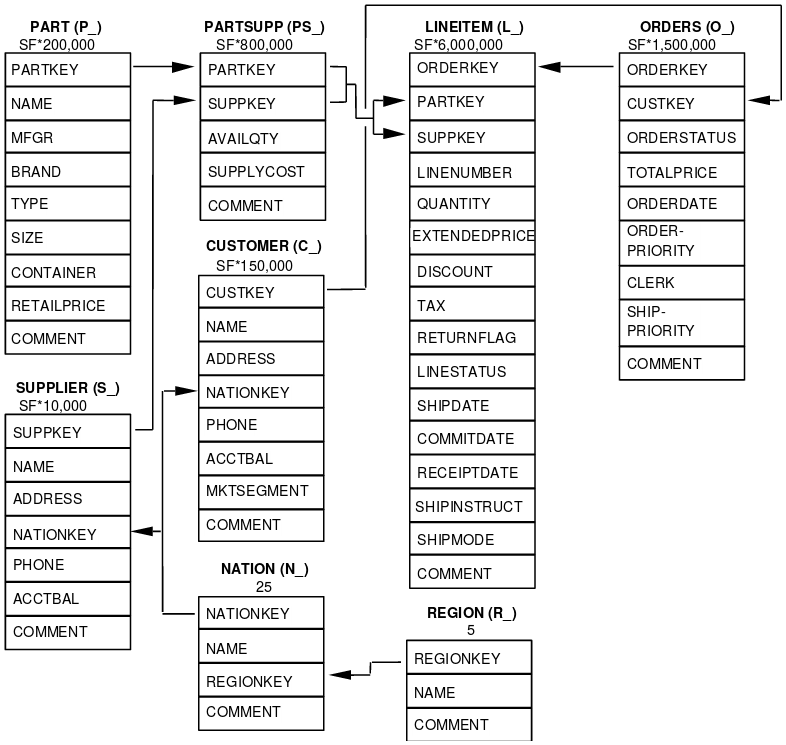 PART (P_)
SF*200,000
PARTKEY
NAME
MFGR
BRAND
TYPE
SIZE
CONTAINER
RETAILPRICE
COMMENT
SUPPLIER (S_)
SF*10,000
SUPPKEY
NAME
ADDRESS
NATIONKEY
PHONE
ACCTBAL
COMMENT
PARTSUPP (PS_)
SF*800,000
PARTKEY
SUPPKEY
AVAILQTY
SUPPLYCOST
COMMENT
CUSTOMER (C_)
SF*150,000
CUSTKEY
NAME
ADDRESS
NATIONKEY
PHONE
ACCTBAL
MKTSEGMENT
COMMENT
NATION (N_)
25
NATIONKEY
NAME
REGIONKEY
COMMENT
LINEITEM (L_)
SF*6,000,000
ORDERKEY
PARTKEY
SUPPKEY
LINENUMBER
QUANTITY
EXTENDEDPRICE
DISCOUNT
TAX
RETURNFLAG
LINESTATUS
SHIPDATE
COMMITDATE
RECEIPTDATE
SHIPINSTRUCT
SHIPMODE
COMMENT
REGION (R_)
5
REGIONKEY
NAME
COMMENT
ORDERS (O_)
SF*1,500,000
ORDERKEY
CUSTKEY
ORDERSTATUS
TOTALPRICE
ORDERDATE
ORDER-
PRIORITY
CLERK
SHIP-
PRIORITY
COMMENT